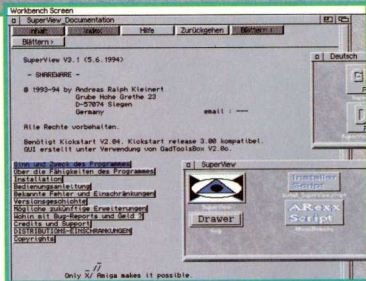 Workbench Screen
SuperView_Documentation
Inhalt Index Hilfe Zurückgehen Blättern <
Blättern >
SuperView V3.1 (5.6.1994)
- SHAREWARE -
© 1993-94 by Andreas Ralph Kleinert
Grube Hohe Grethe 23
D-57074 Siegen
Germany email : ---
Alle Rechte vorbehalten.
Benötigt Kickstart V2.04. Kickstart release 3.00 kompatibel.
GUI erstellt unter Verwendung von GadToolsBox V2.0c.
Sinn und Zweck des Programmes
Über die Fähigkeiten des Programmes
Installation
Bedienungsanleitung
Bekannte Fehler und Einschränkungen
Versionsgeschichte
Mögliche zukünftige Erweiterungen
Wohin mit Bug-Reports und Geld ?
Credits und Support
DISTRIBUTIONS-EINSCHRÄNKUNGEN
Copyrights
Only X/ Amiga makes it possible.
Deutsch
SuperView
SuperView
Drawer
Installer
Script
ARexx
Script